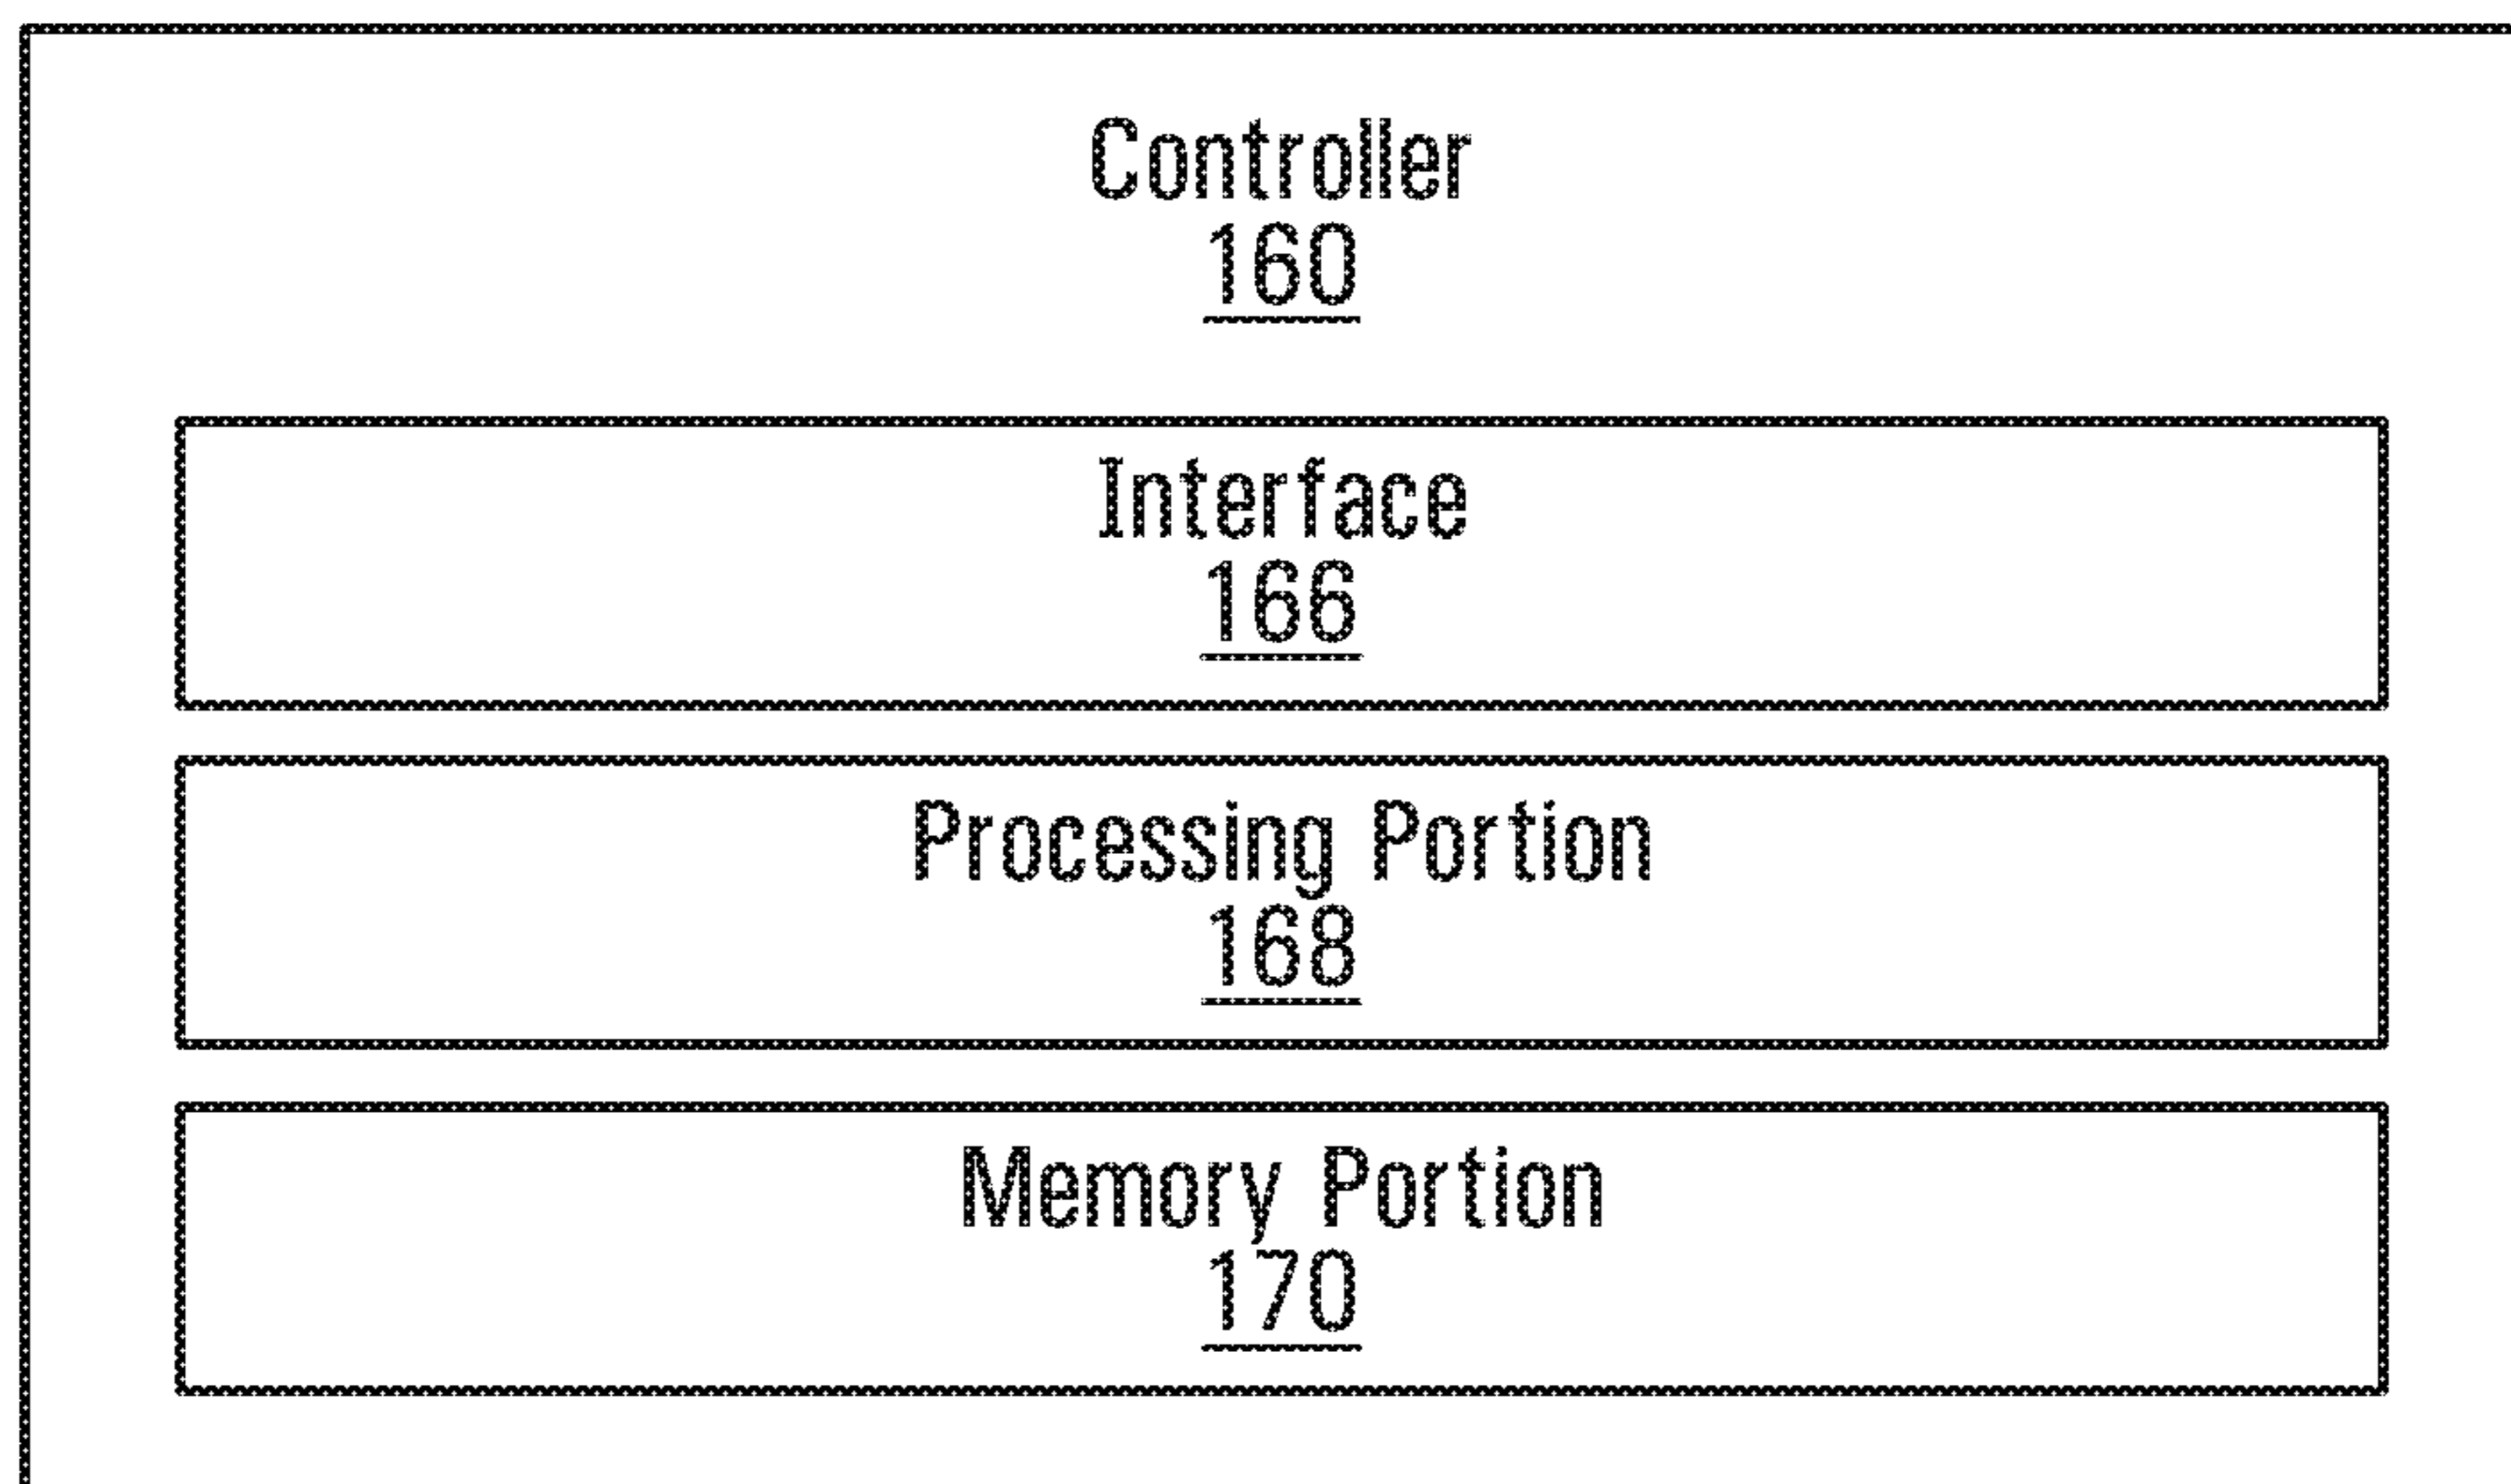 Controller
160
Interface
166
Processing Portion
168
Memory Portion
170